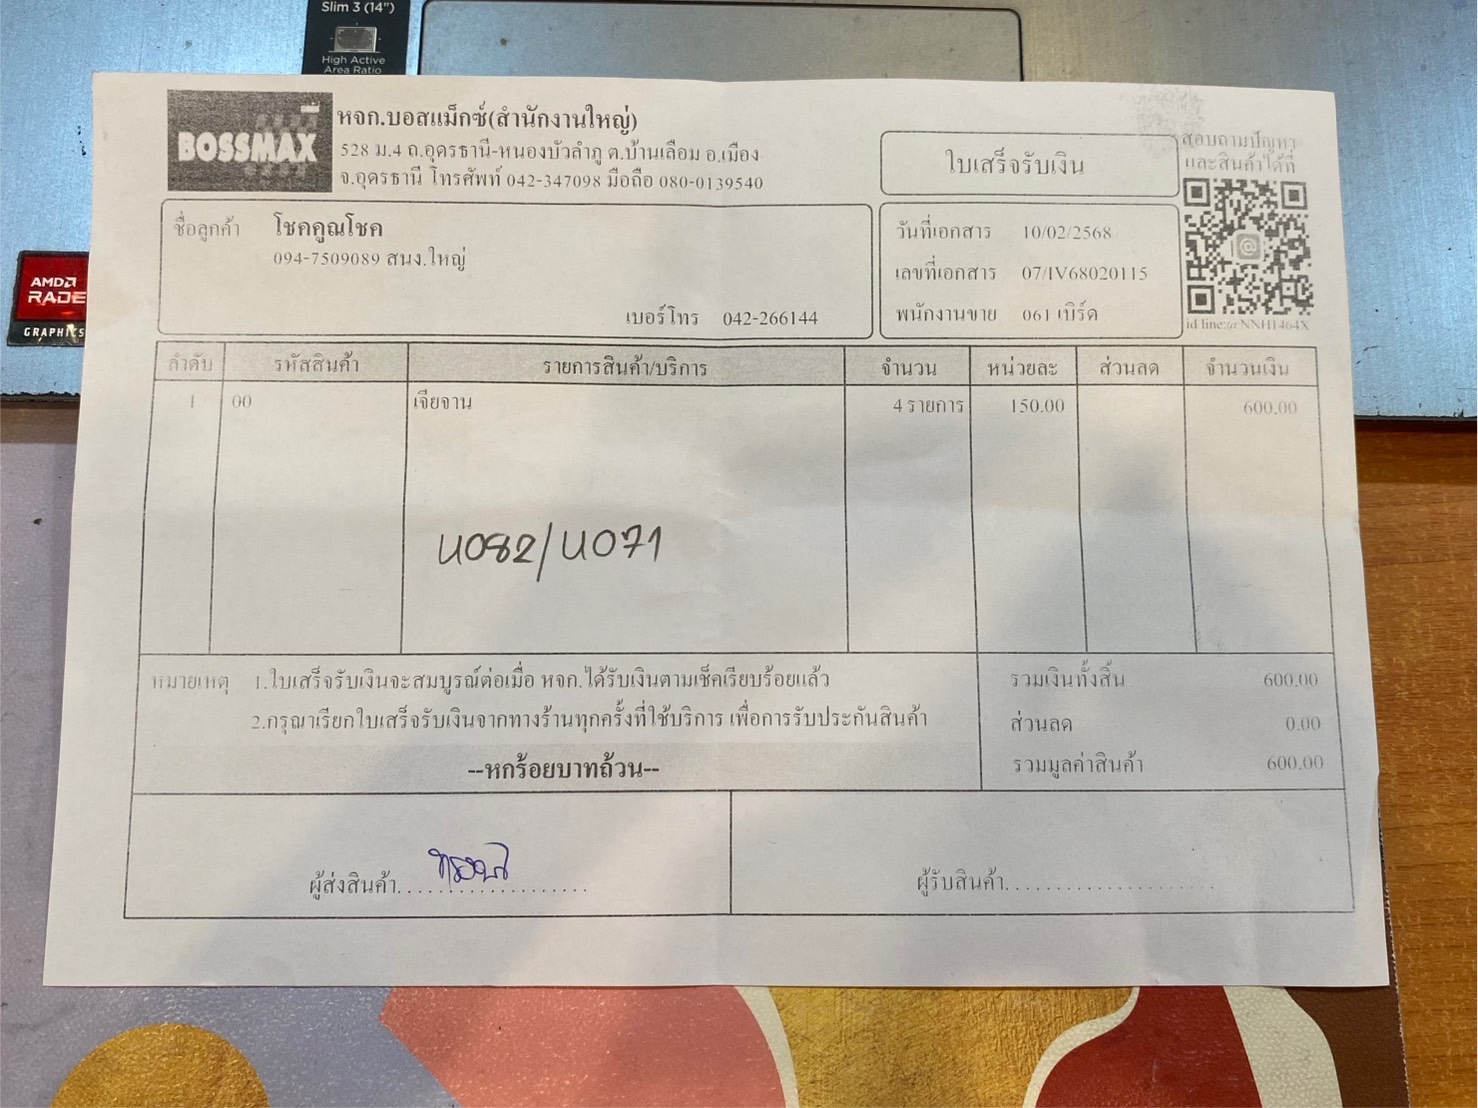 Slim 3 (14")
High Active
Area Ratio
AMD
RADE
GRAPHICS
BOSSMAX
หจก.บอสแม็กซ์(สำนักงานใหญ่)
528 ม.4 ถ.อุดรธานี-หนองบัวลำภู ต.บ้านเลื่อม อ.เมือง
จ.อุดรธานี โทรศัพท์ 042-347098 มือถือ 080-0139540
ใบเสร็จรับเงิน
สอบถามปัญหา
และสินค้าได้ที่
id line:@NNH1464X
ชื่อลูกค้า โชคคูณโชค
094-7509089 สนง.ใหญ่
เบอร์โทร 042-266144
วันที่เอกสาร 10/02/2568
เลขที่เอกสาร 07/IV68020115
พนักงานขาย 061 เบิร์ด
ลำดับ รหัสสินค้า รายการสินค้า/บริการ จำนวน หน่วยละ ส่วนลด จำนวนเงิน
1 00 เจียจาน 4 รายการ 150.00 600.00
น082/น071
หมายเหตุ 1.ใบเสร็จรับเงินจะสมบูรณ์ต่อเมื่อ หจก.ได้รับเงินตามเช็คเรียบร้อยแล้ว
2.กรุณาเรียกใบเสร็จรับเงินจากทางร้านทุกครั้งที่ใช้บริการ เพื่อการรับประกันสินค้า
--หกร้อยบาทถ้วน--
รวมเงินทั้งสิ้น 600.00
ส่วนลด 0.00
รวมมูลค่าสินค้า 600.00
ผู้ส่งสินค้า....................
ผู้รับสินค้า......................